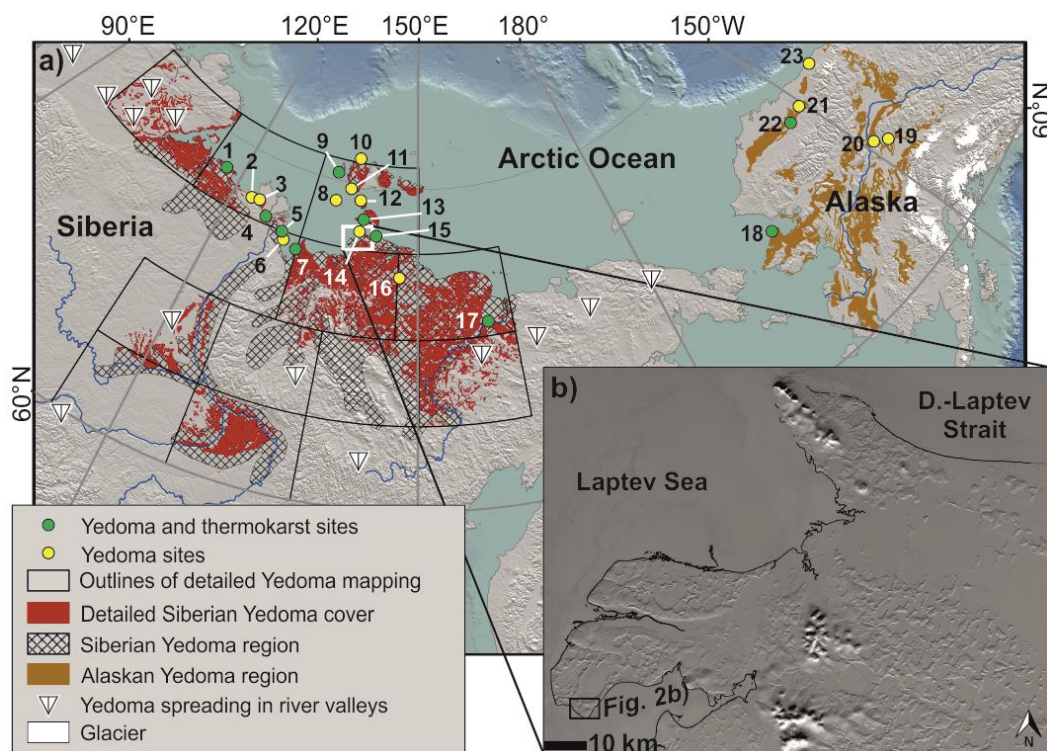 90°E
120°E
150°E
180°
150°W
a)
23
21
22
20
19
9
10
11
1
2
3
8
12
Arctic Ocean
Siberia
Alaska
13
5
4
15
18
6
7
14
16
17
60°N
60°N
b)
D.-Laptev
Strait
Laptev Sea
Fig. 2b)
10 km
N
Yedoma and thermokarst sites
Yedoma sites
Outlines of detailed Yedoma mapping
Detailed Siberian Yedoma cover
Siberian Yedoma region
Alaskan Yedoma region
Yedoma spreading in river valleys
Glacier